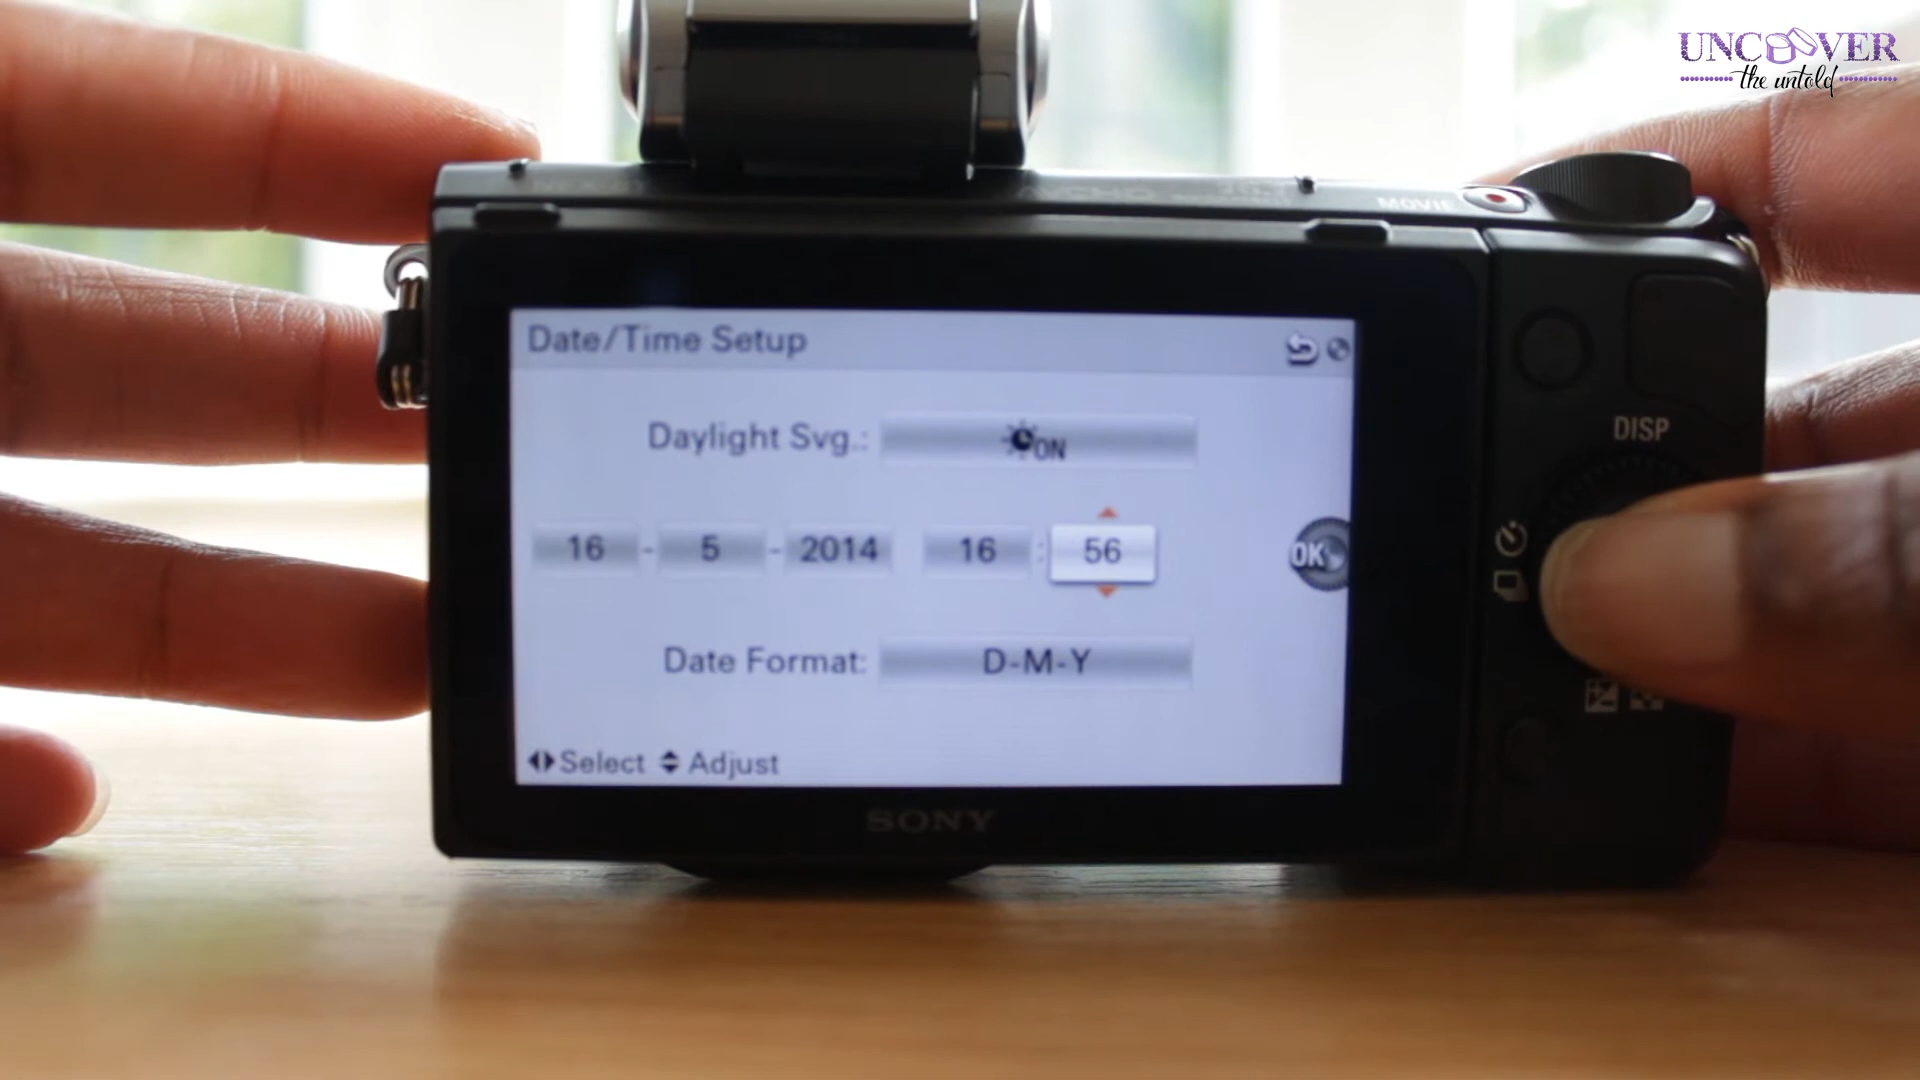 UNCOVER
the untold
MOVIE
Date/Time Setup
Daylight Svg.: ON
16 - 5 - 2014 16 : 56
OK
Date Format: D-M-Y
Select Adjust
DISP
SONY